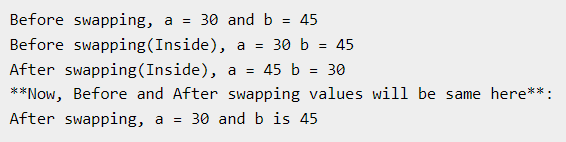 Before swapping, a = 30 and b = 45
Before swapping(Inside), a = 30 b = 45
After swapping(Inside), a = 45 b = 30
**Now, Before and After swapping values will be same here**:
After swapping, a = 30 and b is 45